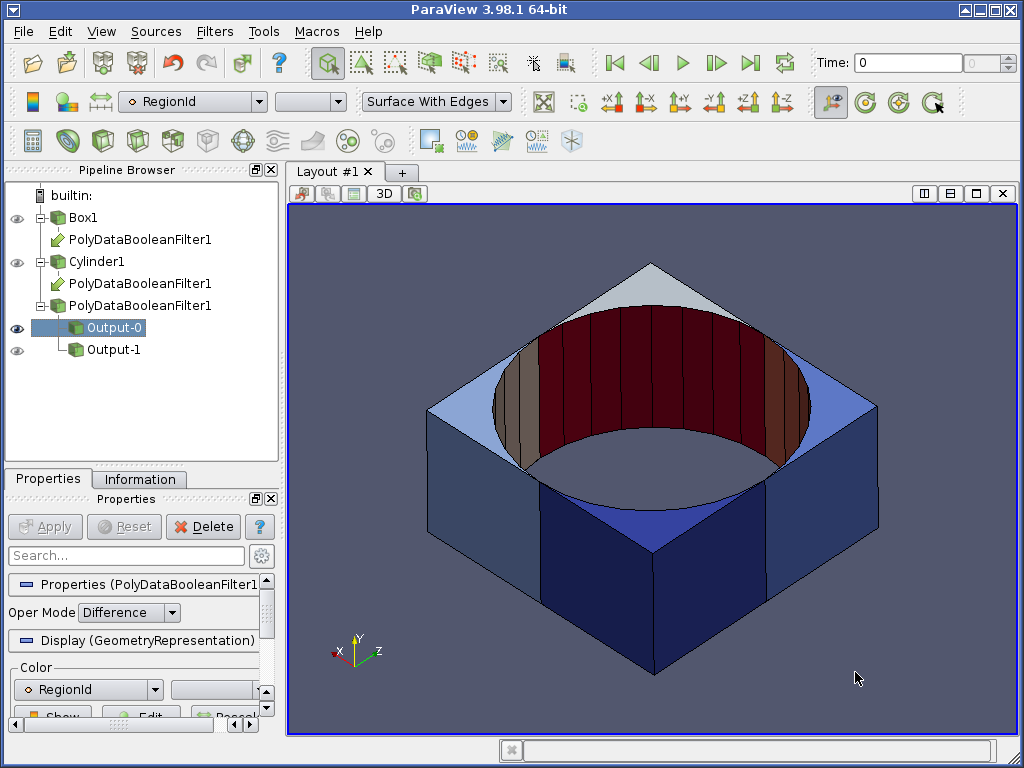 ParaView 3.98.1 64-bit
File Edit View Sources Filters Tools Macros Help
Time: 0 0
RegionId Surface With Edges +X -X +Y -Y +Z -Z
Pipeline Browser
Layout #1
3D
builtin:
Box1
PolyDataBooleanFilter1
Cylinder1
PolyDataBooleanFilter1
PolyDataBooleanFilter1
Output-0
Output-1
Properties Information
Properties
Apply Reset Delete
Search...
Properties (PolyDataBooleanFilter1
Oper Mode Difference
Display (GeometryRepresentation)
Color
RegionId
Show Edit
X Y Z